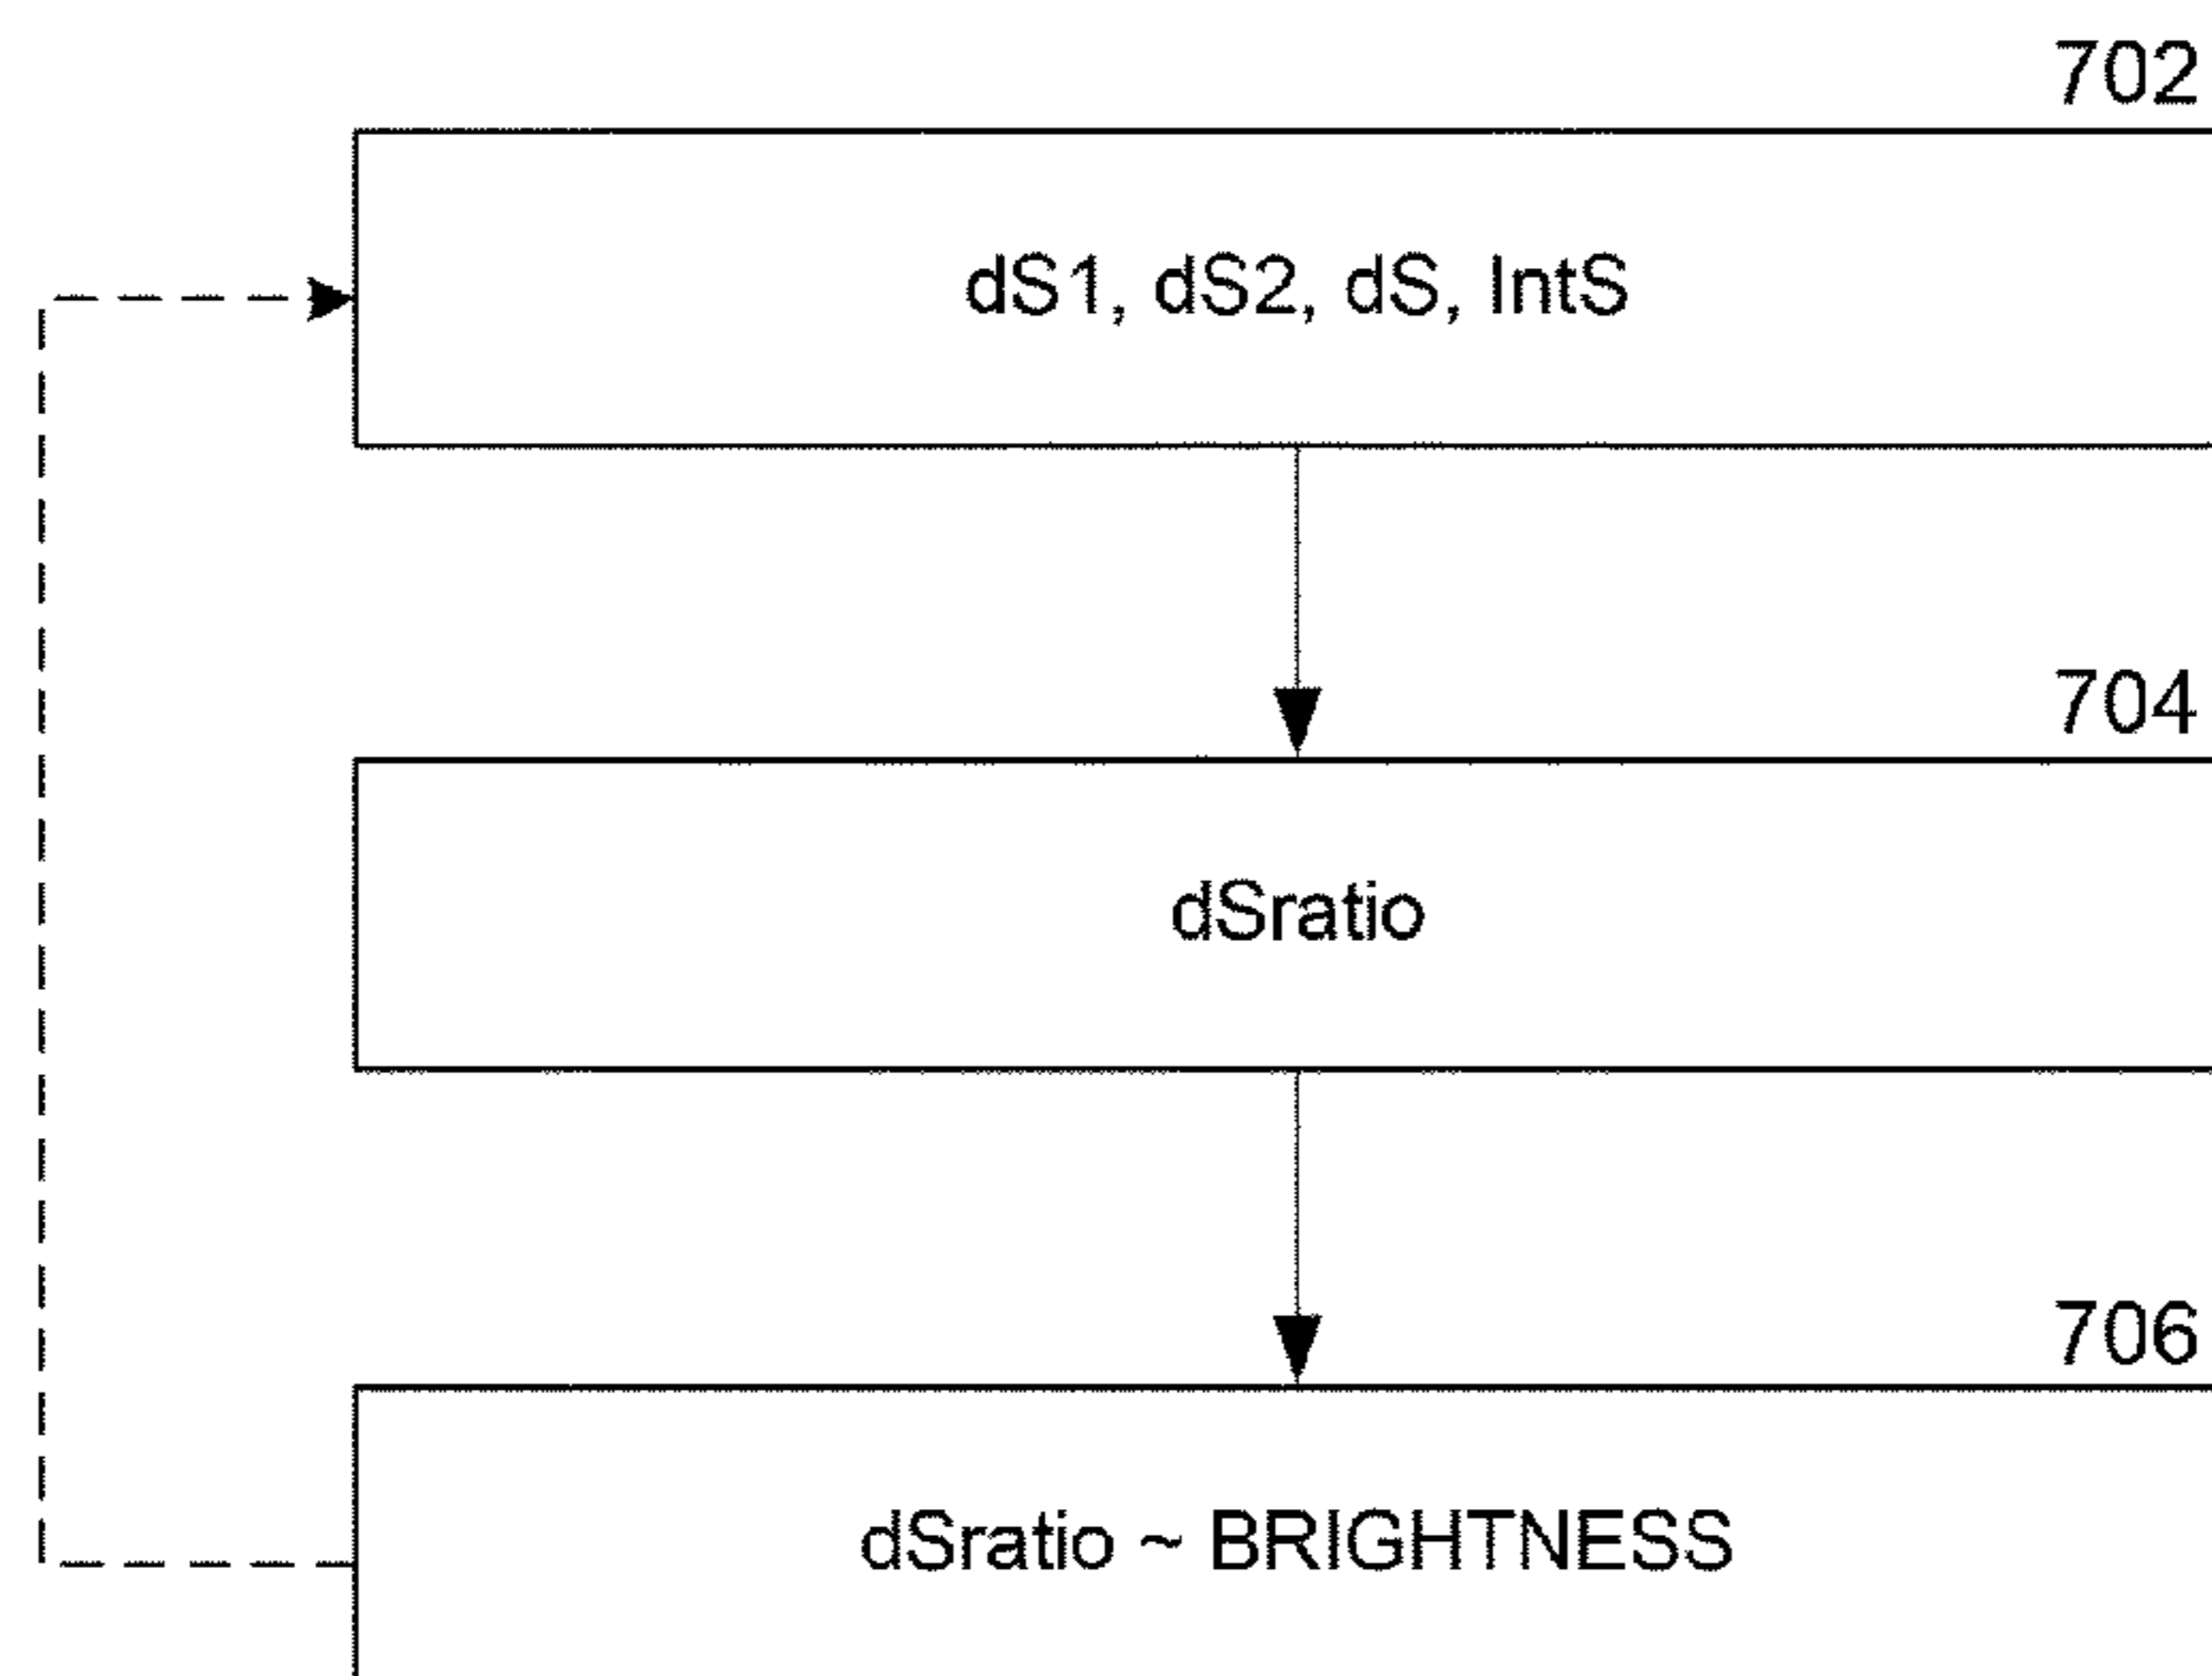 702
dS1, dS2, dS, IntS
704
dSratio
706
dSratio ~ BRIGHTNESS